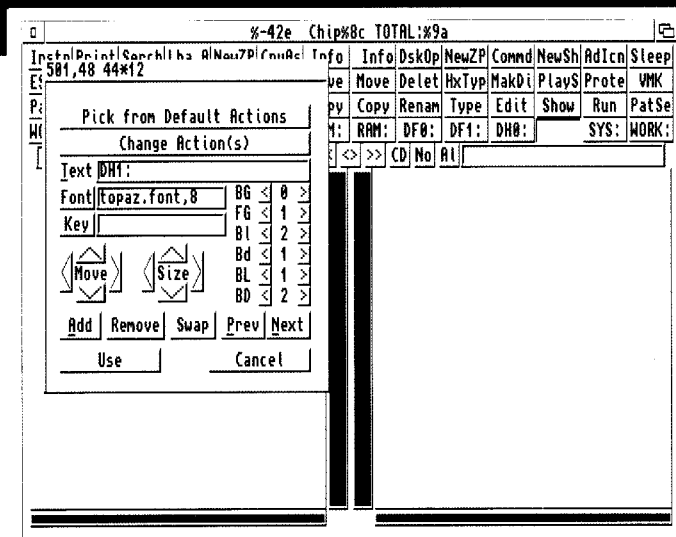 %-42e Chip%8c TOTAL:%9a
Info Info DskOp NewZP Commd NewSh AdIcn Sleep
501,48 44*12
Move Delet HxTyp MakDi PlayS Prote VMK
Pick from Default Actions
Copy Renam Type Edit Show Run PatSe
Change Action(s)
RAM: DF0: DF1: DH0: SYS: WORK:
Text DH1:
<> >> CD No Al
Font topaz.font,8
BG < 0 >
FG < 1 >
Key
Bl < 2 >
Bd < 1 >
Move Size
BL < 1 >
BD < 2 >
Add Remove Swap Prev Next
Use Cancel